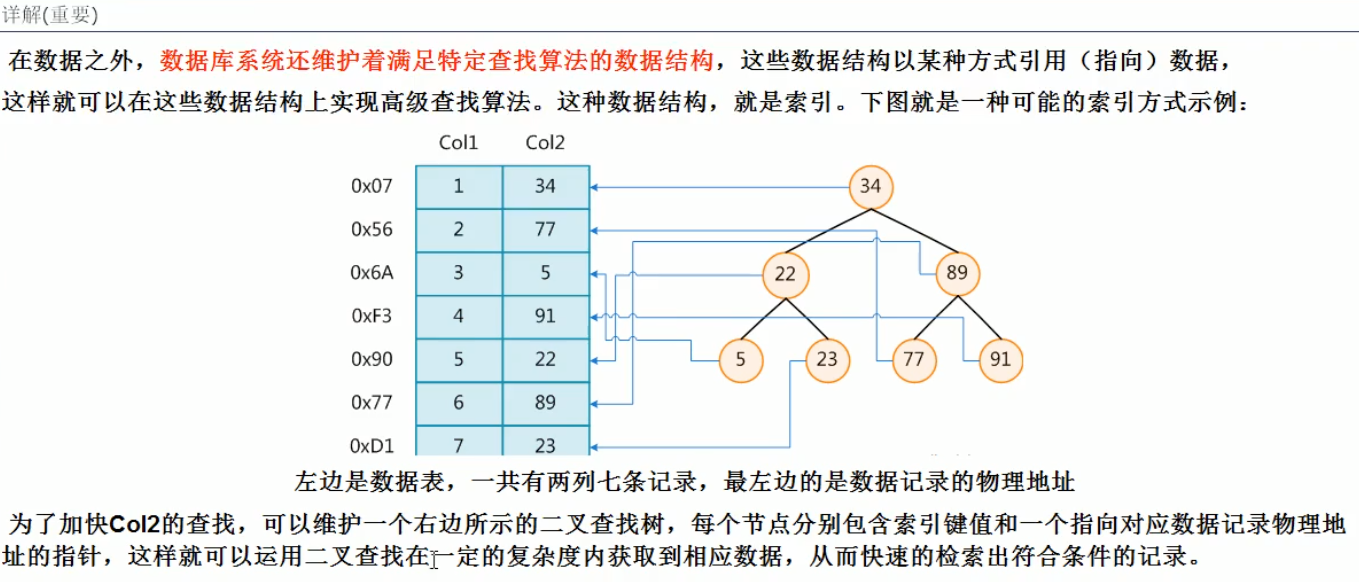 详解(重要)
在数据之外，数据库系统还维护着满足特定查找算法的数据结构，这些数据结构以某种方式引用（指向）数据，
这样就可以在这些数据结构上实现高级查找算法。这种数据结构，就是索引。下图就是一种可能的索引方式示例：
Col1 Col2
0x07 1 34 34
0x56 2 77
0x6A 3 5 22 89
0xF3 4 91
0x90 5 22 5 23 77 91
0x77 6 89
0xD1 7 23
左边是数据表，一共有两列七条记录，最左边的是数据记录的物理地址
为了加快Col2的查找，可以维护一个右边所示的二叉查找树，每个节点分别包含索引键值和一个指向对应数据记录物理地
址的指针，这样就可以运用二叉查找在一定的复杂度内获取到相应数据，从而快速的检索出符合条件的记录。